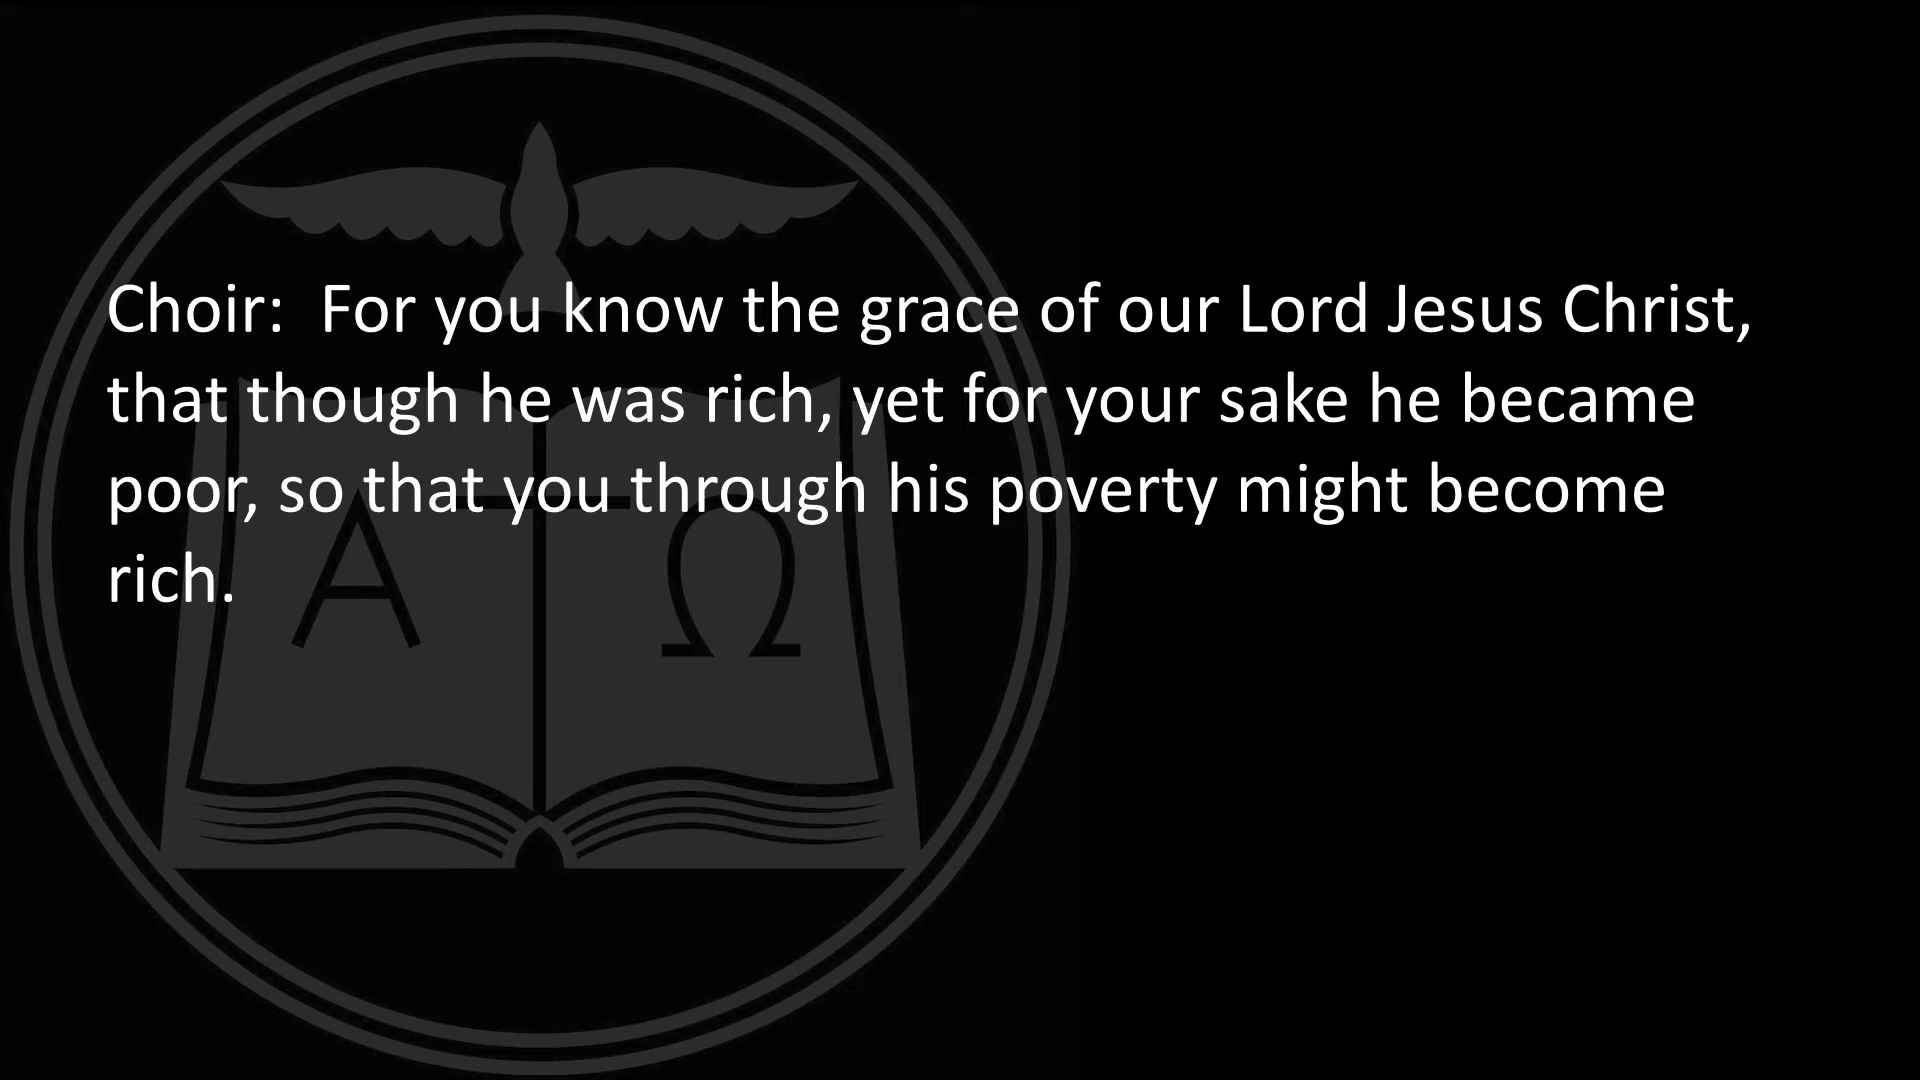 Choir:  For you know the grace of our Lord Jesus Christ,
that though he was rich, yet for your sake he became
poor, so that you through his poverty might become
rich.
Α Ω